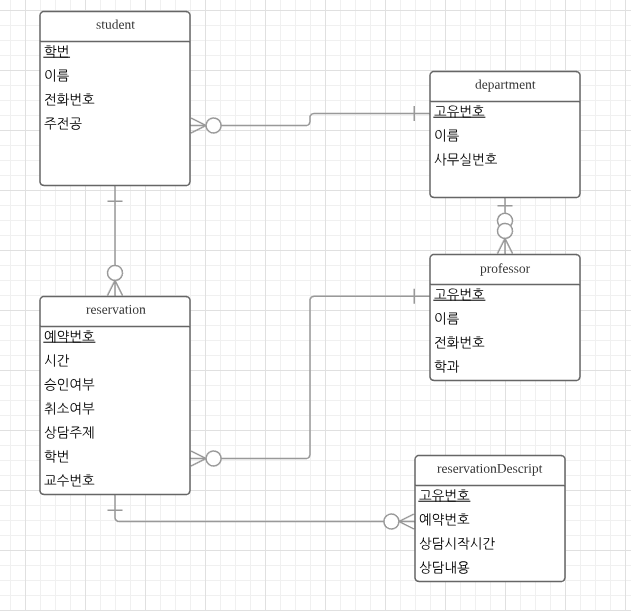 student
학번
이름
전화번호
주전공
department
고유번호
이름
사무실번호
professor
고유번호
이름
전화번호
학과
reservation
예약번호
시간
승인여부
취소여부
상담주제
학번
교수번호
reservationDescript
고유번호
예약번호
상담시작시간
상담내용